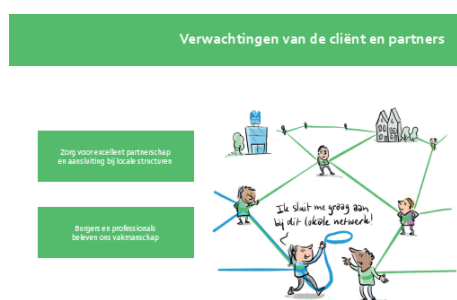 Verwachtingen van de cliënt en partners
Zorg voor excellent partnerschap
en aansluiting bij locale structuren
Burgers en professionals
beleven ons vakmanschap
Ik sluit me graag aan
bij dit lokale netwerk!